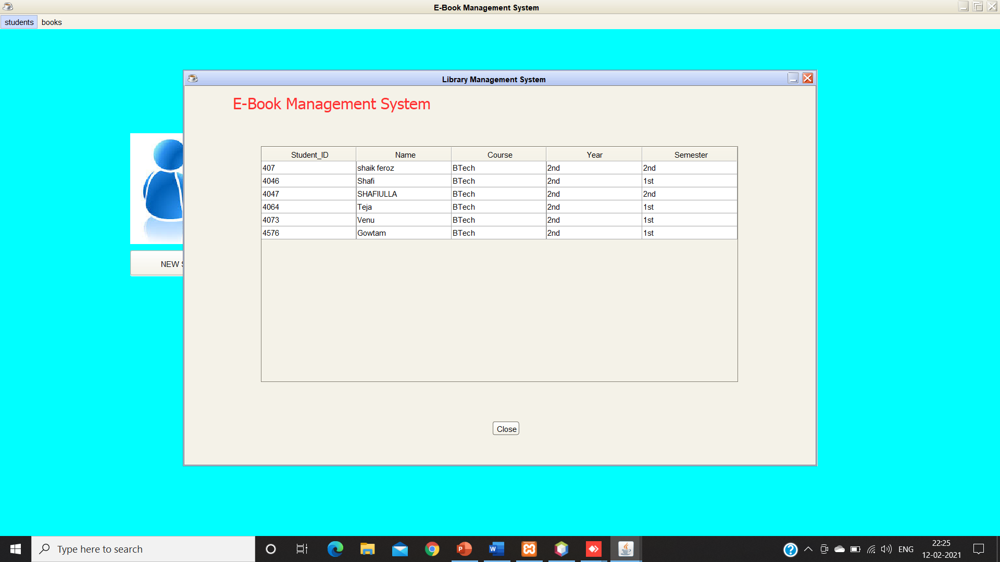 E-Book Management System
students books
Library Management System
E-Book Management System
Student_ID Name Course Year Semester
407 shaik feroz BTech 2nd 2nd
4046 Shafi BTech 2nd 1st
4047 SHAFIULLA BTech 2nd 2nd
4064 Teja BTech 2nd 1st
4073 Venu BTech 2nd 1st
4576 Gowtam BTech 2nd 1st
NEW
Close
Type here to search
ENG
22:25
12-02-2021